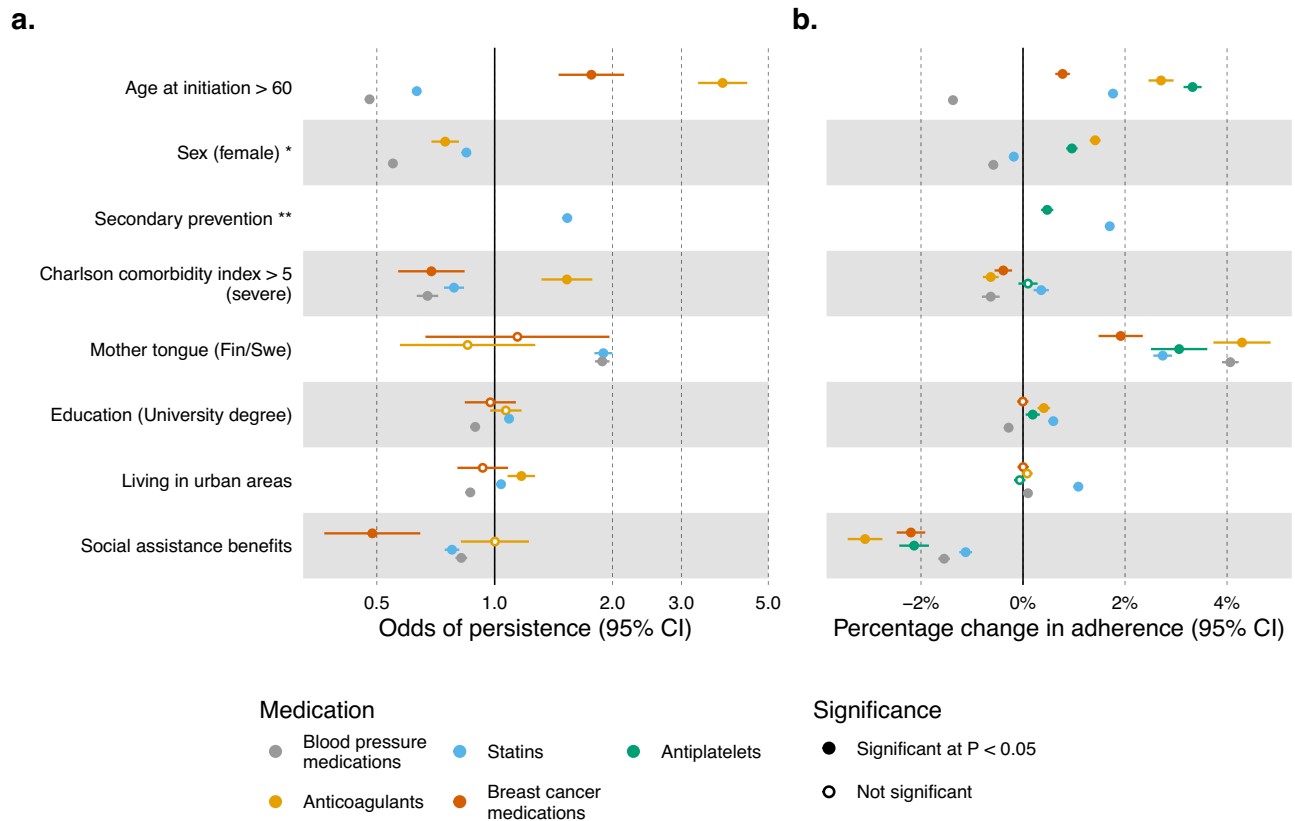 a.
b.
Age at initiation > 60
Sex (female) *
Secondary prevention **
Charlson comorbidity index > 5
(severe)
Mother tongue (Fin/Swe)
Education (University degree)
Living in urban areas
Social assistance benefits
0.5 1.0 2.0 3.0 5.0
Odds of persistence (95% CI)
−2% 0% 2% 4%
Percentage change in adherence (95% CI)
Medication
Blood pressure
medications
Statins
Antiplatelets
Anticoagulants
Breast cancer
medications
Significance
Significant at P < 0.05
Not significant